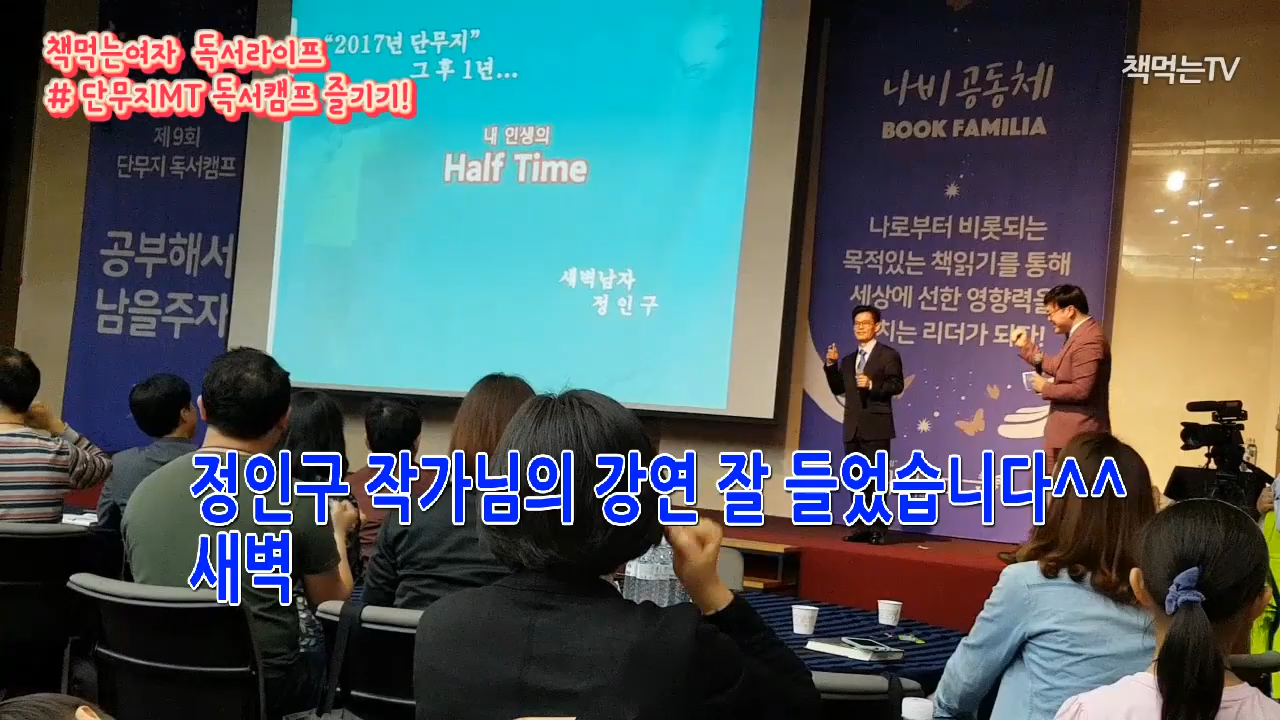 책먹는여자 독서라이프
# 단무지MT 독서캠프 즐기기!
책먹는TV
"2017년 단무지"
그 후 1년...
내 인생의
Half Time
새벽남자
정인구
제9회
단무지 독서캠프
공부해서
남을주자
나비공동체
BOOK FAMILIA
나로부터 비롯되는
목적있는 책읽기를 통해
세상에 선한 영향력을
치는 리더가 되자!
정인구 작가님의 강연 잘 들었습니다^^
새벽